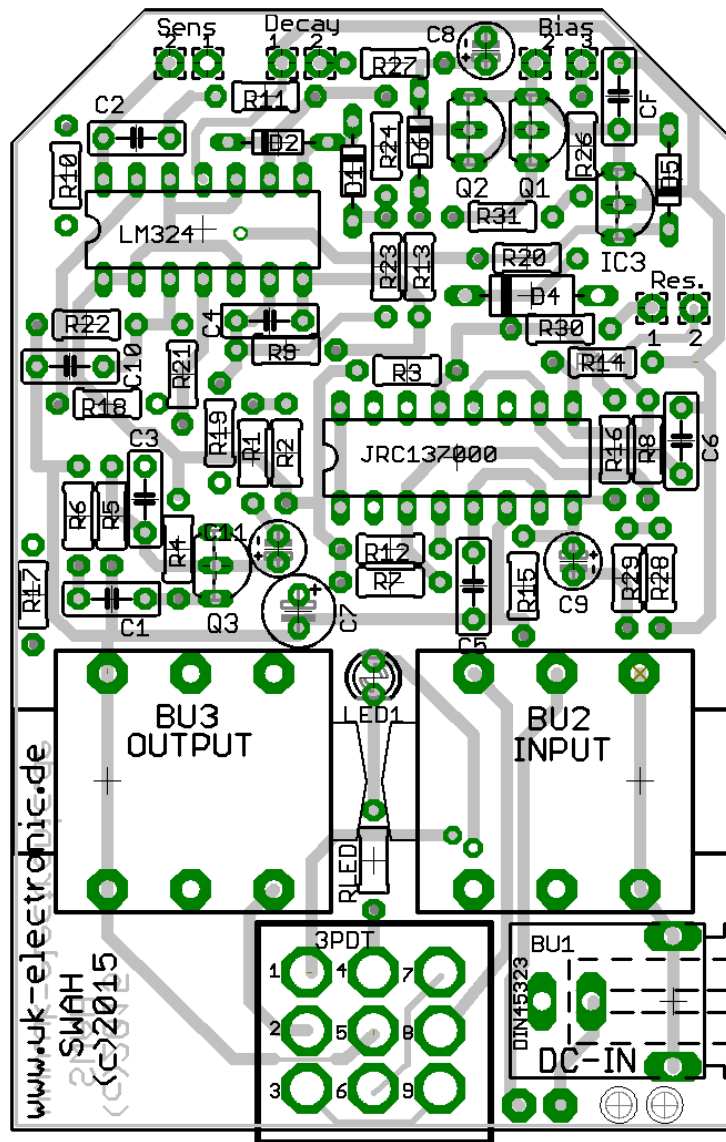 Sens Decay C8 Bias
2 1 1 2 2 3
R27
R11
C2 CF
D2 R24 D6 R26
R10 D1 Q2 Q1 D5
R31
LM324
IC3
R23 R13 R20
Res.
D4
C4
R22 R30 1 2
R9
C10 R21 R3 R14
R18
R19 R1 R2 C6
C3 JRC137000 R16 R8
R6 R5
R4 C11 R12
R17 R7 R15 C9 R29 R28
C1 Q3 C7 C5
BU3
OUTPUT
LED1
BU2
INPUT
RLED
www.uk-electronic.de
SWAH
(c)2015
3PDT
1 4 7
2 5 8
3 6 9
BU1
DIN45323
DC-IN